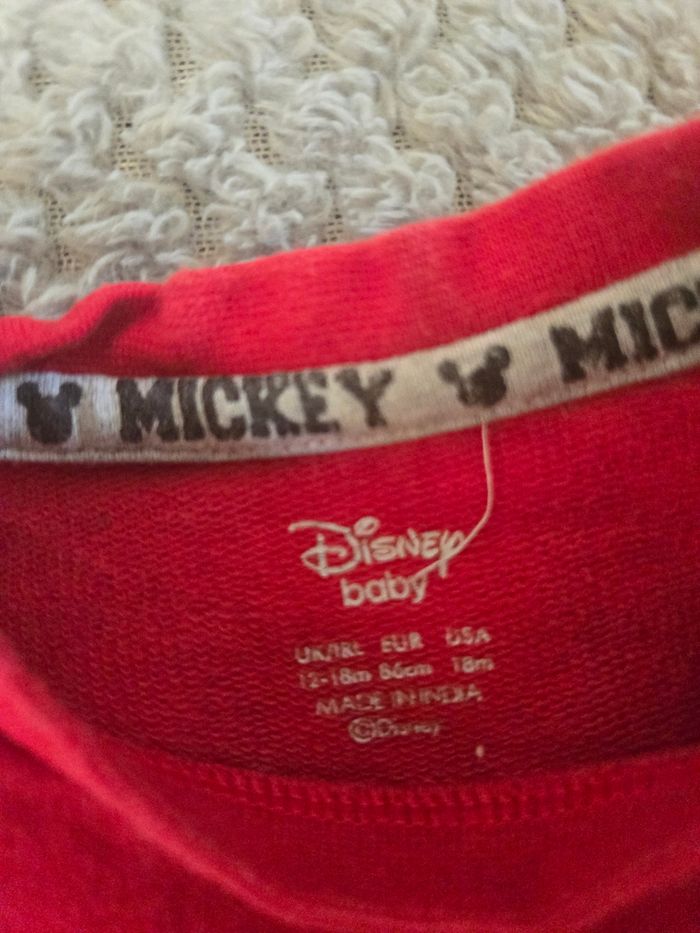 MICKEY MIC
Disney
baby
UK/IRL EUR USA
12-18m 86cm 18m
MADE IN INDIA
©Disney